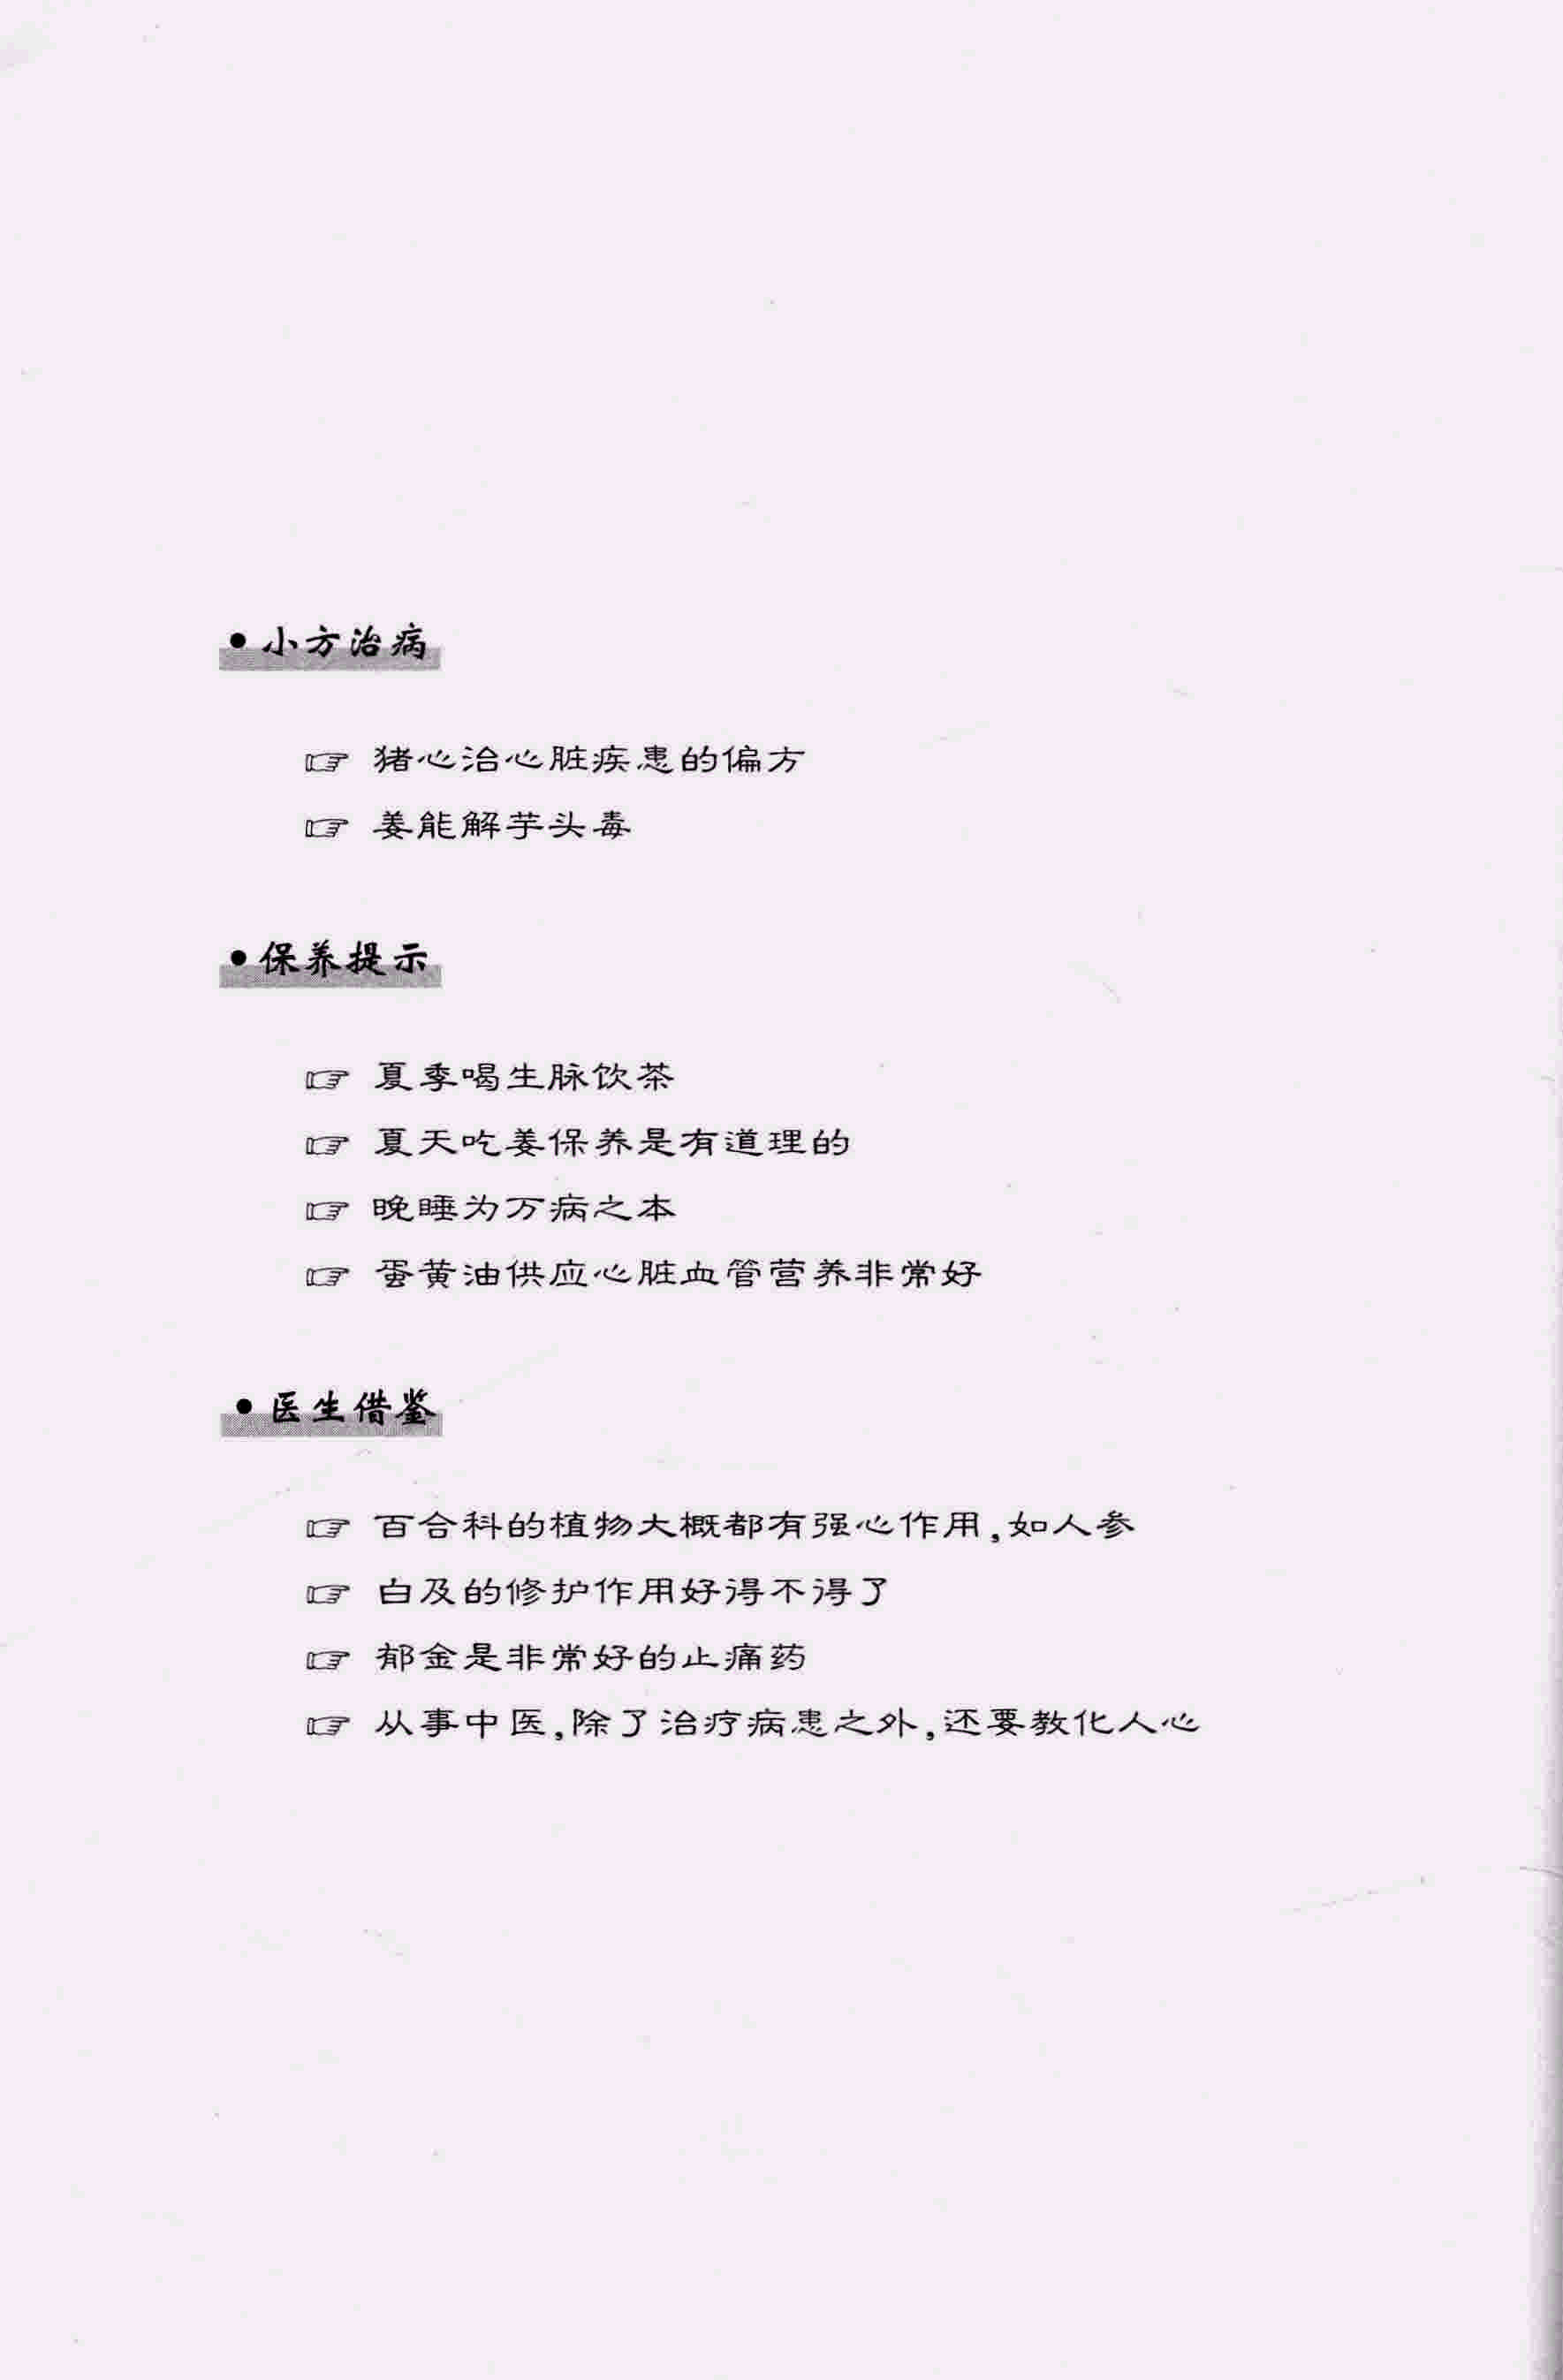 •小方治病
☞ 猪心治心脏疾患的偏方
☞ 姜能解芋头毒
•保养提示
☞ 夏季喝生脉饮茶
☞ 夏天吃姜保养是有道理的
☞ 晚睡为万病之本
☞ 蛋黄油供应心脏血管营养非常好
•医生借鉴
☞ 百合科的植物大概都有强心作用,如人参
☞ 白及的修护作用好得不得了
☞ 郁金是非常好的止痛药
☞ 从事中医,除了治疗病患之外,还要教化人心